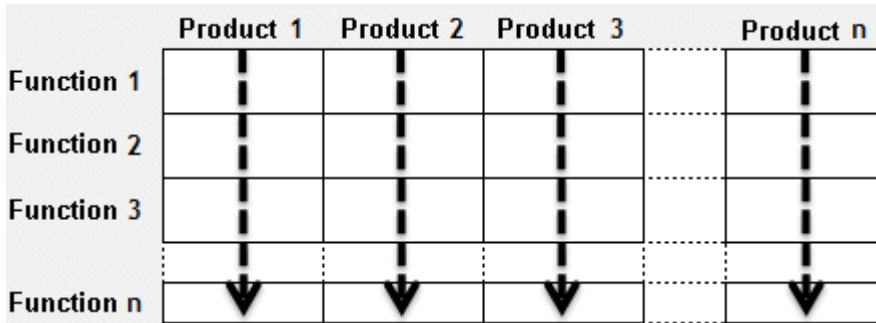 Product 1 Product 2 Product 3 Product n
Function 1
Function 2
Function 3
Function n